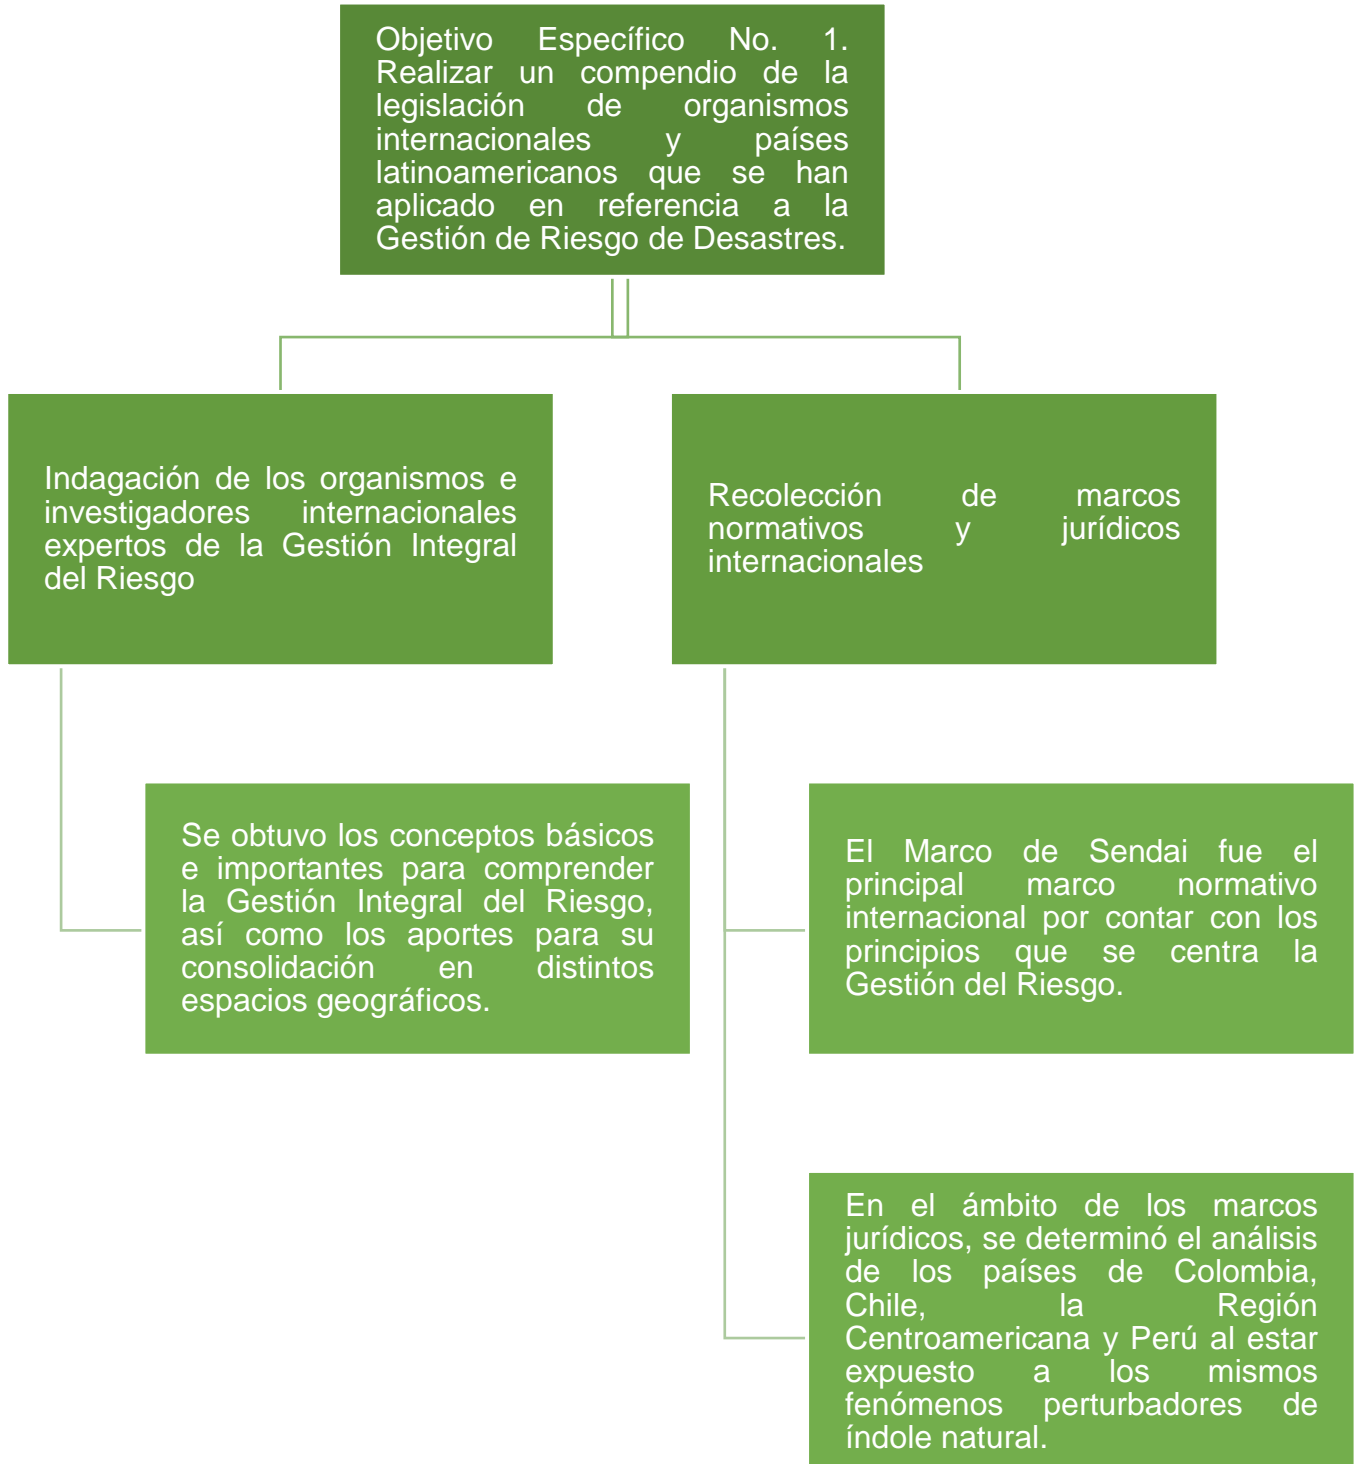 Objetivo Específico No. 1.
Realizar un compendio de la
legislación de organismos
internacionales y países
latinoamericanos que se han
aplicado en referencia a la
Gestión de Riesgo de Desastres.
Indagación de los organismos e
investigadores internacionales
expertos de la Gestión Integral
del Riesgo
Recolección de marcos
normativos y jurídicos
internacionales
Se obtuvo los conceptos básicos
e importantes para comprender
la Gestión Integral del Riesgo,
así como los aportes para su
consolidación en distintos
espacios geográficos.
El Marco de Sendai fue el
principal marco normativo
internacional por contar con los
principios que se centra la
Gestión del Riesgo.
En el ámbito de los marcos
jurídicos, se determinó el análisis
de los países de Colombia,
Chile, la Región
Centroamericana y Perú al estar
expuesto a los mismos
fenómenos perturbadores de
índole natural.